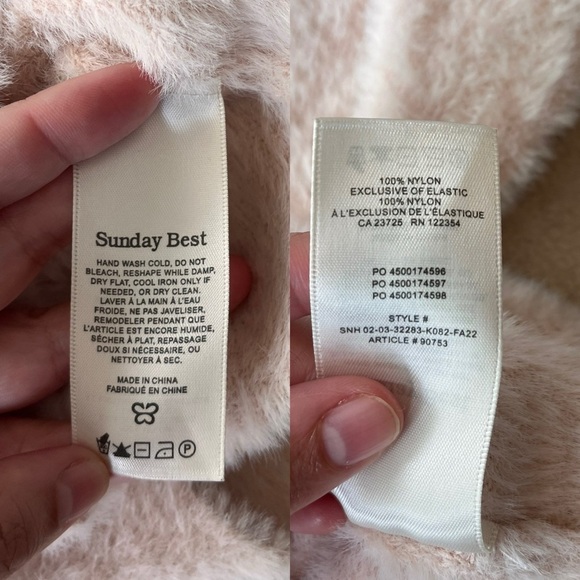 Sunday Best
HAND WASH COLD, DO NOT
BLEACH, RESHAPE WHILE DAMP,
DRY FLAT, COOL IRON ONLY IF
NEEDED, OR DRY CLEAN.
LAVER À LA MAIN À L'EAU
FROIDE, NE PAS JAVELISER,
REMODELER PENDANT QUE
L'ARTICLE EST ENCORE HUMIDE,
SÉCHER À PLAT, REPASSAGE
DOUX SI NÉCESSAIRE, OU
NETTOYER À SEC.
MADE IN CHINA
FABRIQUÉ EN CHINE
P
100% NYLON
EXCLUSIVE OF ELASTIC
100% NYLON
À L'EXCLUSION DE L'ÉLASTIQUE
CA 23725 RN 122354
PO 4500174596
PO 4500174597
PO 4500174598
STYLE #
SNH 02-03-32283-K082-FA22
ARTICLE # 90753